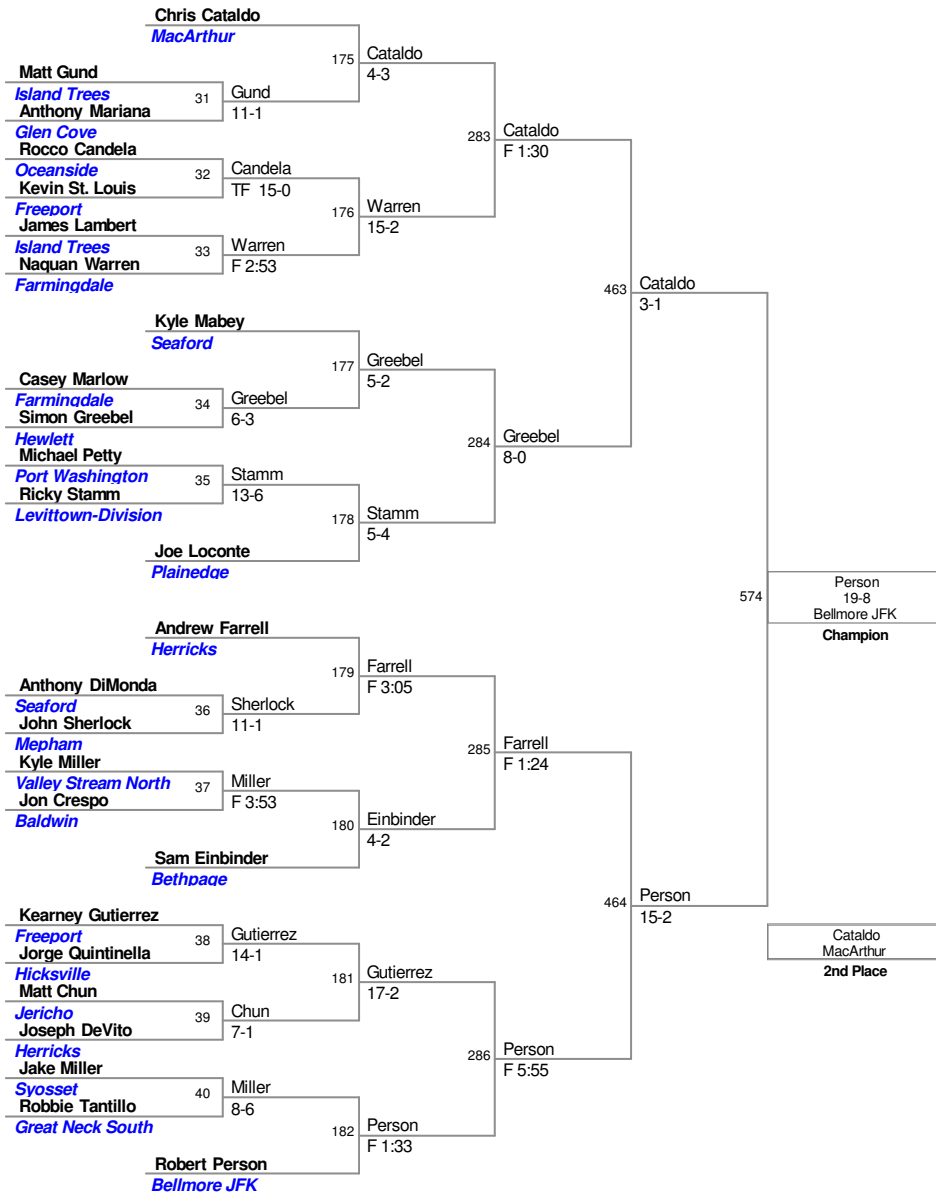 Chris Cataldo
MacArthur
175
Cataldo
4-3
Matt Gund
Island Trees
31
Gund
11-1
Anthony Mariana
Glen Cove
283
Cataldo
F 1:30
Rocco Candela
Oceanside
32
Candela
TF 15-0
Kevin St. Louis
Freeport
176
Warren
15-2
James Lambert
Island Trees
33
Warren
F 2:53
Naquan Warren
Farmingdale
463
Cataldo
3-1
Kyle Mabey
Seaford
177
Greebel
5-2
Casey Marlow
Farmingdale
34
Greebel
6-3
Simon Greebel
Hewlett
284
Greebel
8-0
Michael Petty
Port Washington
35
Stamm
13-6
Ricky Stamm
Levittown-Division
178
Stamm
5-4
Joe Loconte
Plainedge
574
Person
19-8
Bellmore JFK
Champion
Andrew Farrell
Herricks
179
Farrell
F 3:05
Anthony DiMonda
Seaford
36
Sherlock
11-1
John Sherlock
Mepham
285
Farrell
F 1:24
Kyle Miller
Valley Stream North
37
Miller
F 3:53
Jon Crespo
Baldwin
180
Einbinder
4-2
Sam Einbinder
Bethpage
464
Person
15-2
Kearney Gutierrez
Freeport
38
Gutierrez
14-1
Jorge Quintinella
Hicksville
181
Gutierrez
17-2
Cataldo
MacArthur
2nd Place
Matt Chun
Jericho
39
Chun
7-1
Joseph DeVito
Herricks
286
Person
F 5:55
Jake Miller
Syosset
40
Miller
8-6
Robbie Tantillo
Great Neck South
182
Person
F 1:33
Robert Person
Bellmore JFK